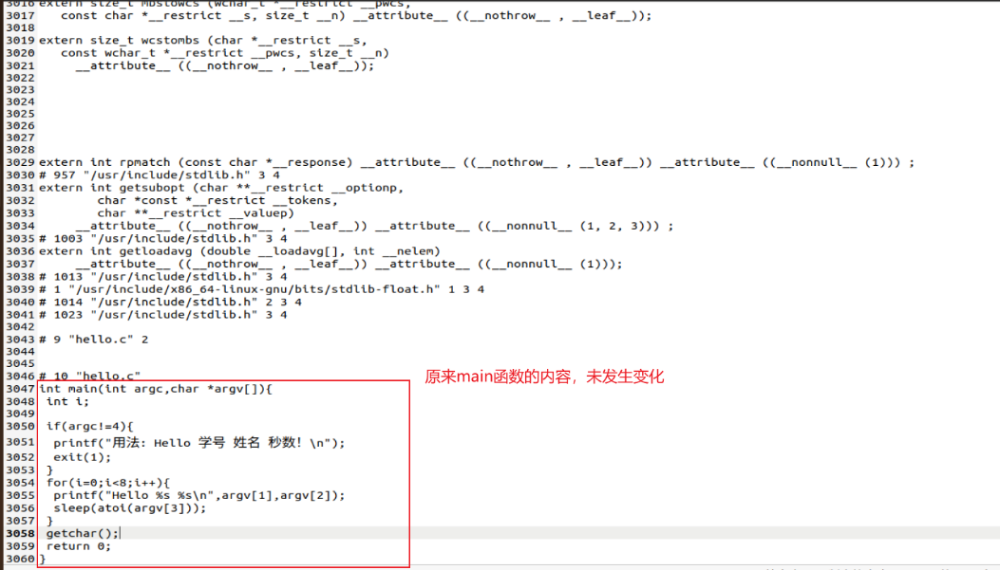 3016 extern size_t mbstowcs (wchar_t *__restrict __pwcs,
3017 const char *__restrict __s, size_t __n) __attribute__ ((__nothrow__ , __leaf__));
3018
3019 extern size_t wcstombs (char *__restrict __s,
3020 const wchar_t *__restrict __pwcs, size_t __n)
3021 __attribute__ ((__nothrow__ , __leaf__));
3022
3023
3024
3025
3026
3027
3028
3029 extern int rpmatch (const char *__response) __attribute__ ((__nothrow__ , __leaf__)) __attribute__ ((__nonnull__ (1))) ;
3030 # 957 "/usr/include/stdlib.h" 3 4
3031 extern int getsubopt (char **__restrict __optionp,
3032 char *const *__restrict __tokens,
3033 char **__restrict __valuep)
3034 __attribute__ ((__nothrow__ , __leaf__)) __attribute__ ((__nonnull__ (1, 2, 3))) ;
3035 # 1003 "/usr/include/stdlib.h" 3 4
3036 extern int getloadavg (double __loadavg[], int __nelem)
3037 __attribute__ ((__nothrow__ , __leaf__)) __attribute__ ((__nonnull__ (1)));
3038 # 1013 "/usr/include/stdlib.h" 3 4
3039 # 1 "/usr/include/x86_64-linux-gnu/bits/stdlib-float.h" 1 3 4
3040 # 1014 "/usr/include/stdlib.h" 2 3 4
3041 # 1023 "/usr/include/stdlib.h" 3 4
3042
3043 # 9 "hello.c" 2
3044
3045
3046 # 10 "hello.c"
原来main函数的内容，未发生变化
3047 int main(int argc,char *argv[]){
3048 int i;
3049
3050 if(argc!=4){
3051 printf("用法: Hello 学号 姓名 秒数! \n");
3052 exit(1);
3053 }
3054 for(i=0;i<8;i++){
3055 printf("Hello %s %s\n",argv[1],argv[2]);
3056 sleep(atoi(argv[3]));
3057 }
3058 getchar();
3059 return 0;
3060 }